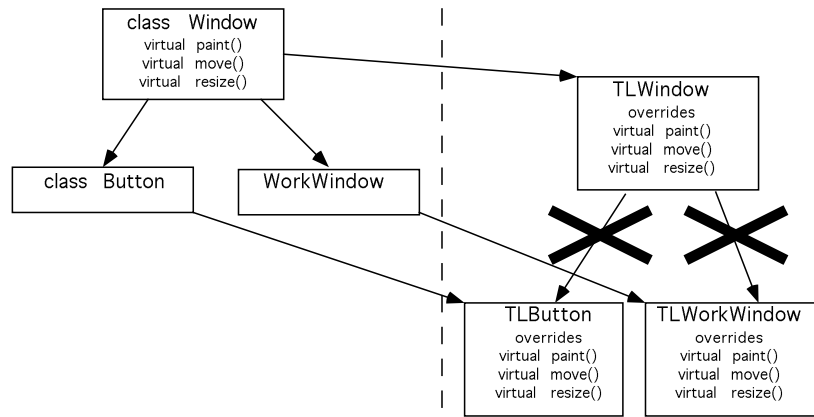 class Window
virtual paint()
virtual move()
virtual resize()
TLWindow
overrides
virtual paint()
virtual move()
virtual resize()
class Button
WorkWindow
TLButton
overrides
virtual paint()
virtual move()
virtual resize()
TLWorkWindow
overrides
virtual paint()
virtual move()
virtual resize()